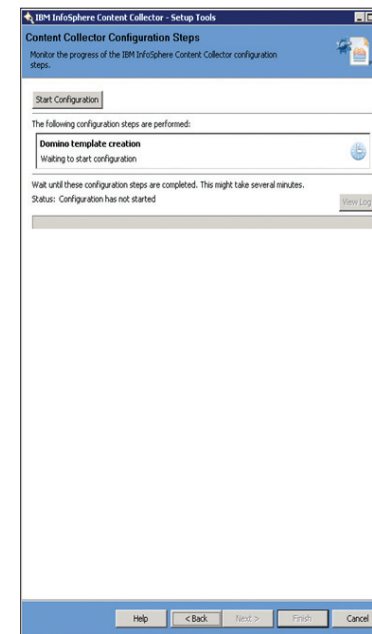 IBM InfoSphere Content Collector - Setup Tools
Content Collector Configuration Steps
Monitor the progress of the IBM InfoSphere Content Collector configuration
steps.
Start Configuration
The following configuration steps are performed:
Domino template creation
Waiting to start configuration
Wait until these configuration steps are completed. This might take several minutes.
Status: Configuration has not started
View Log
Help < Back Next > Finish Cancel